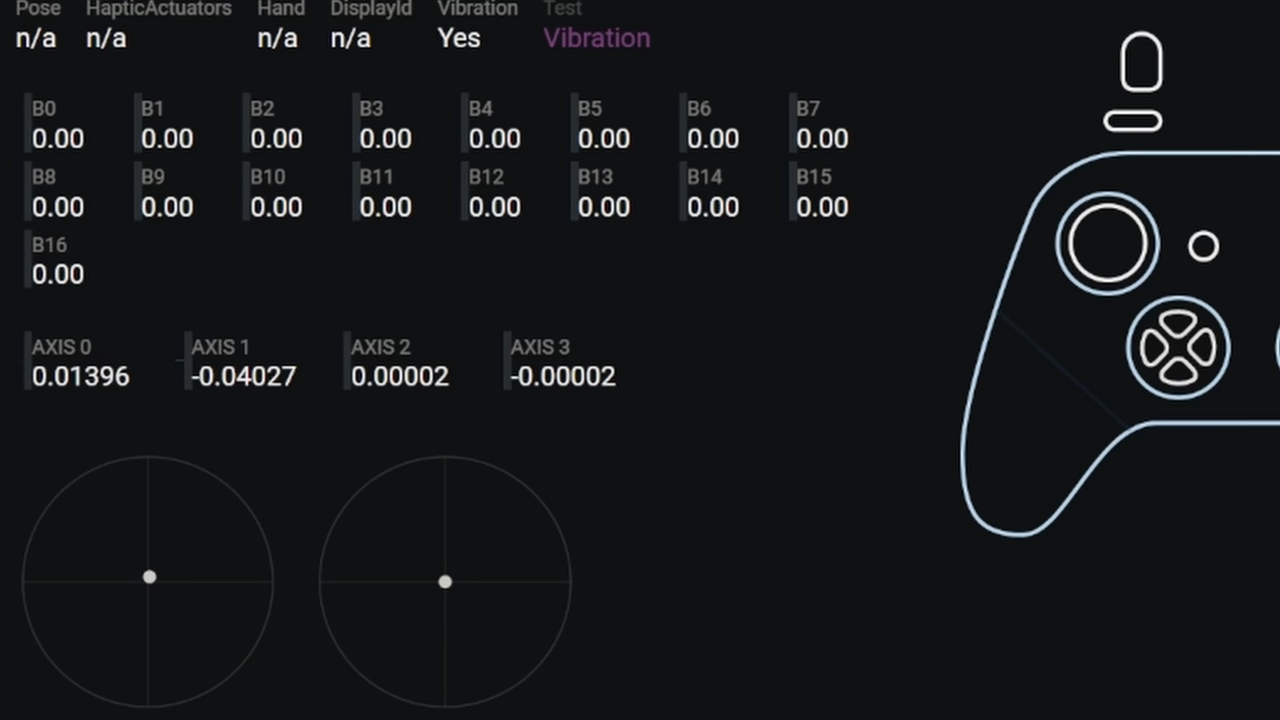 Pose HapticActuators Hand DisplayId Vibration Test
n/a n/a n/a n/a Yes Vibration
B0 B1 B2 B3 B4 B5 B6 B7
0.00 0.00 0.00 0.00 0.00 0.00 0.00 0.00
B8 B9 B10 B11 B12 B13 B14 B15
0.00 0.00 0.00 0.00 0.00 0.00 0.00 0.00
B16
0.00
AXIS 0 AXIS 1 AXIS 2 AXIS 3
0.01396 -0.04027 0.00002 -0.00002